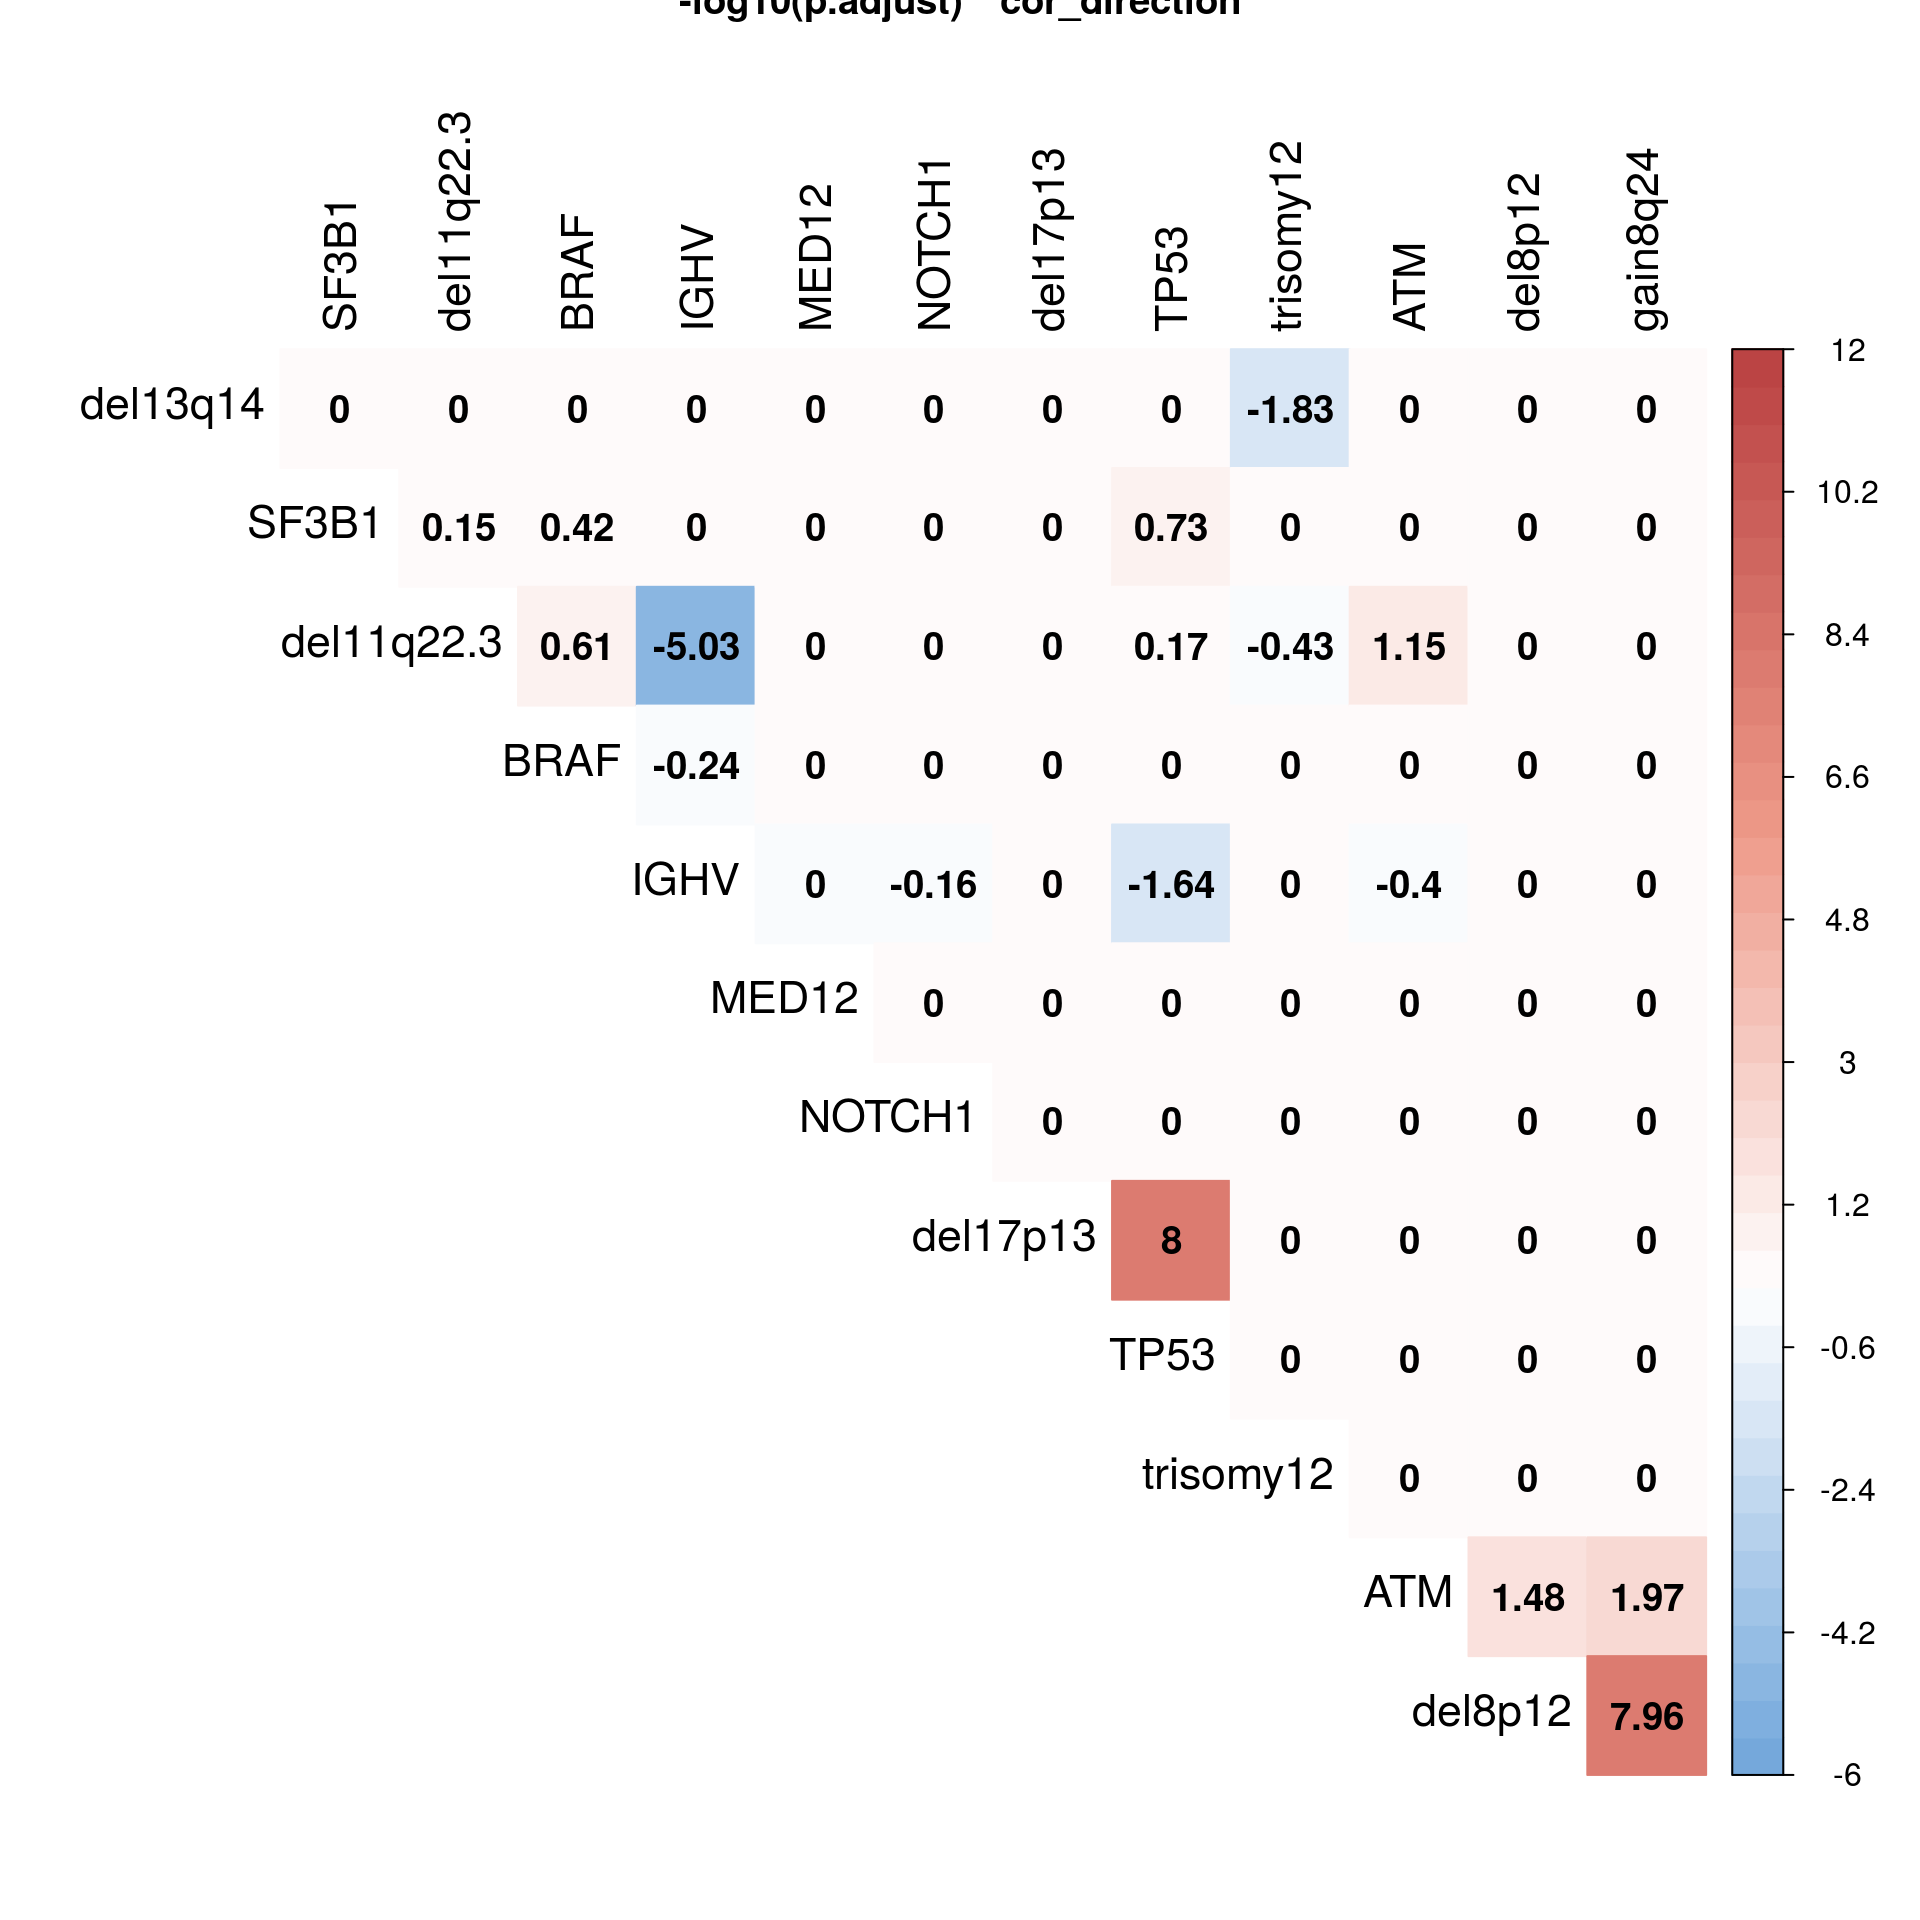 -log10(p.adjust) * cor_direction
SF3B1 del11q22.3 BRAF IGHV MED12 NOTCH1 del17p13 TP53 trisomy12 ATM del8p12 gain8q24
del13q14 0 0 0 0 0 0 0 0 -1.83 0 0 0
SF3B1 0.15 0.42 0 0 0 0 0.73 0 0 0 0
del11q22.3 0.61 -5.03 0 0 0 0.17 -0.43 1.15 0 0
BRAF -0.24 0 0 0 0 0 0 0 0
IGHV 0 -0.16 0 -1.64 0 -0.4 0 0
MED12 0 0 0 0 0 0 0
NOTCH1 0 0 0 0 0 0
del17p13 8 0 0 0 0
TP53 0 0 0 0
trisomy12 0 0 0
ATM 1.48 1.97
del8p12 7.96
12
10.2
8.4
6.6
4.8
3
1.2
-0.6
-2.4
-4.2
-6